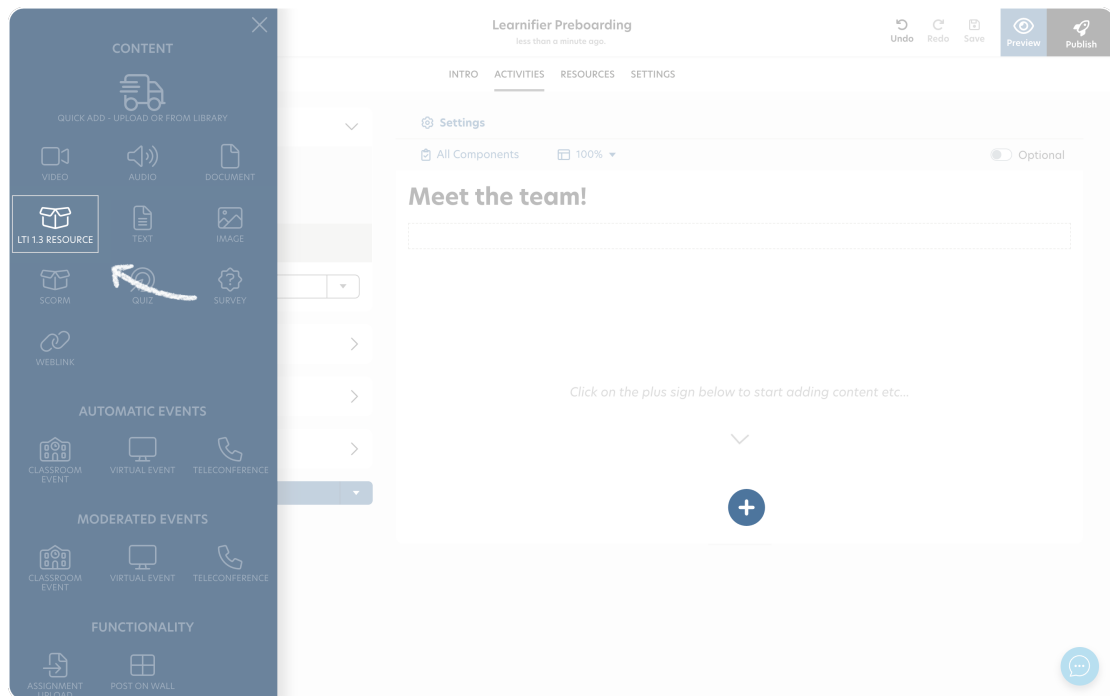 CONTENT
QUICK ADD - UPLOAD OR FROM LIBRARY
VIDEO
AUDIO
DOCUMENT
LTI 1.3 RESOURCE
TEXT
IMAGE
SCORM
QUIZ
SURVEY
WEBLINK
AUTOMATIC EVENTS
CLASSROOM
EVENT
VIRTUAL EVENT
TELECONFERENCE
MODERATED EVENTS
CLASSROOM
EVENT
VIRTUAL EVENT
TELECONFERENCE
FUNCTIONALITY
ASSIGNMENT
UPLOAD
POST ON WALL
Learnifier Preboarding
less than a minute ago.
Undo
Redo
Save
Preview
Publish
INTRO
ACTIVITIES
RESOURCES
SETTINGS
Settings
All Components
100%
Optional
Meet the team!
Click on the plus sign below to start adding content etc...